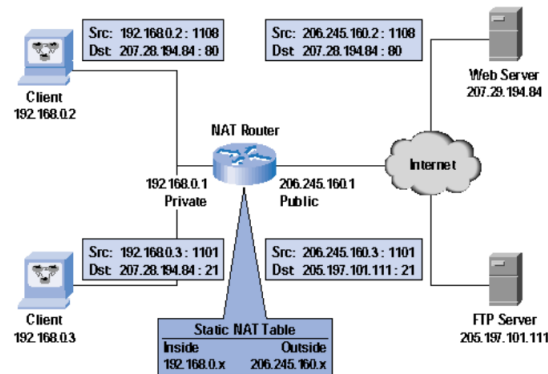 Src: 192.168.0.2 : 1108
Dst: 207.28.194.84 : 80
Src: 206.245.160.2 : 1108
Dst: 207.28.194.84 : 80
Client
192.168.0.2
Web Server
207.29.194.84
NAT Router
Internet
192.168.0.1
Private
206.245.160.1
Public
Src: 192.168.0.3 : 1101
Dst: 207.28.194.84 : 21
Src: 206.245.160.3 : 1101
Dst: 205.197.101.111 : 21
Client
192.168.0.3
FTP Server
205.197.101.111
Static NAT Table
Inside Outside
192.168.0.x 206.245.160.x